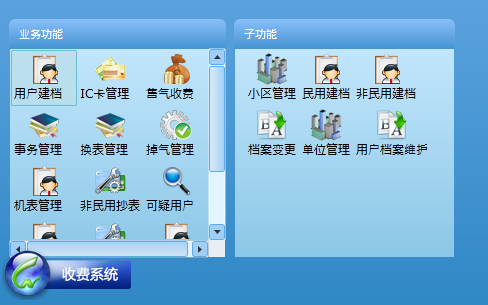 业务功能
用户建档 IC卡管理 售气收费
事务管理 换表管理 掉气管理
机表管理 非民用抄表 可疑用户
子功能
小区管理 民用建档 非民用建档
档案变更 单位管理 用户档案维护
收费系统